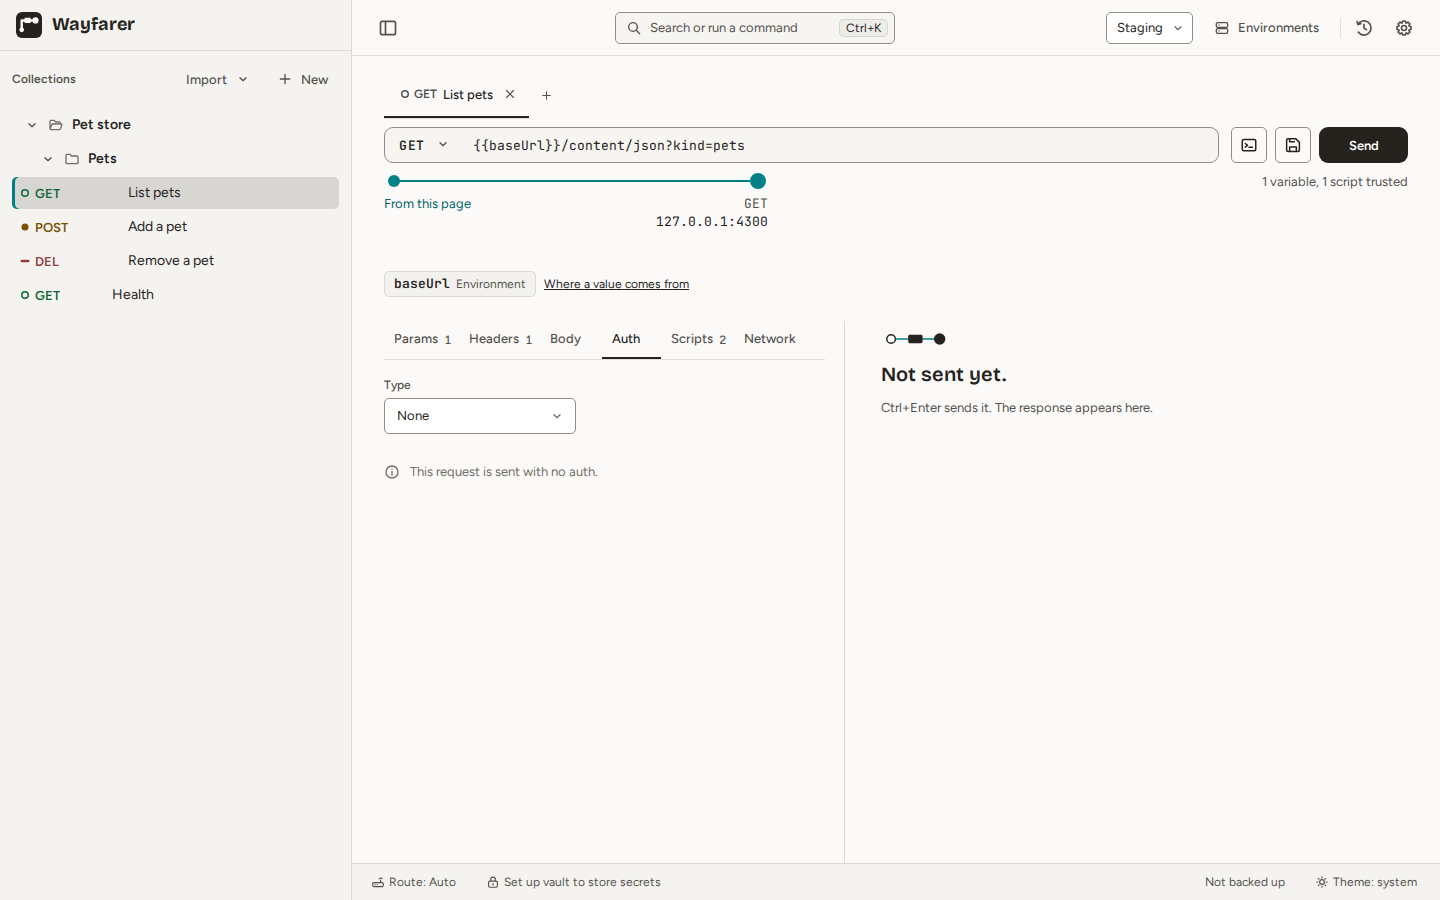 Wayfarer
Search or run a command Ctrl+K
Staging
Environments
Collections
Import
New
Pet store
Pets
GET List pets
POST Add a pet
DEL Remove a pet
GET Health
GET List pets
GET {{baseUrl}}/content/json?kind=pets
Send
1 variable, 1 script trusted
From this page
GET
127.0.0.1:4300
baseUrl Environment
Where a value comes from
Params 1
Headers 1
Body
Auth
Scripts 2
Network
Type
None
This request is sent with no auth.
Not sent yet.
Ctrl+Enter sends it. The response appears here.
Route: Auto
Set up vault to store secrets
Not backed up
Theme: system